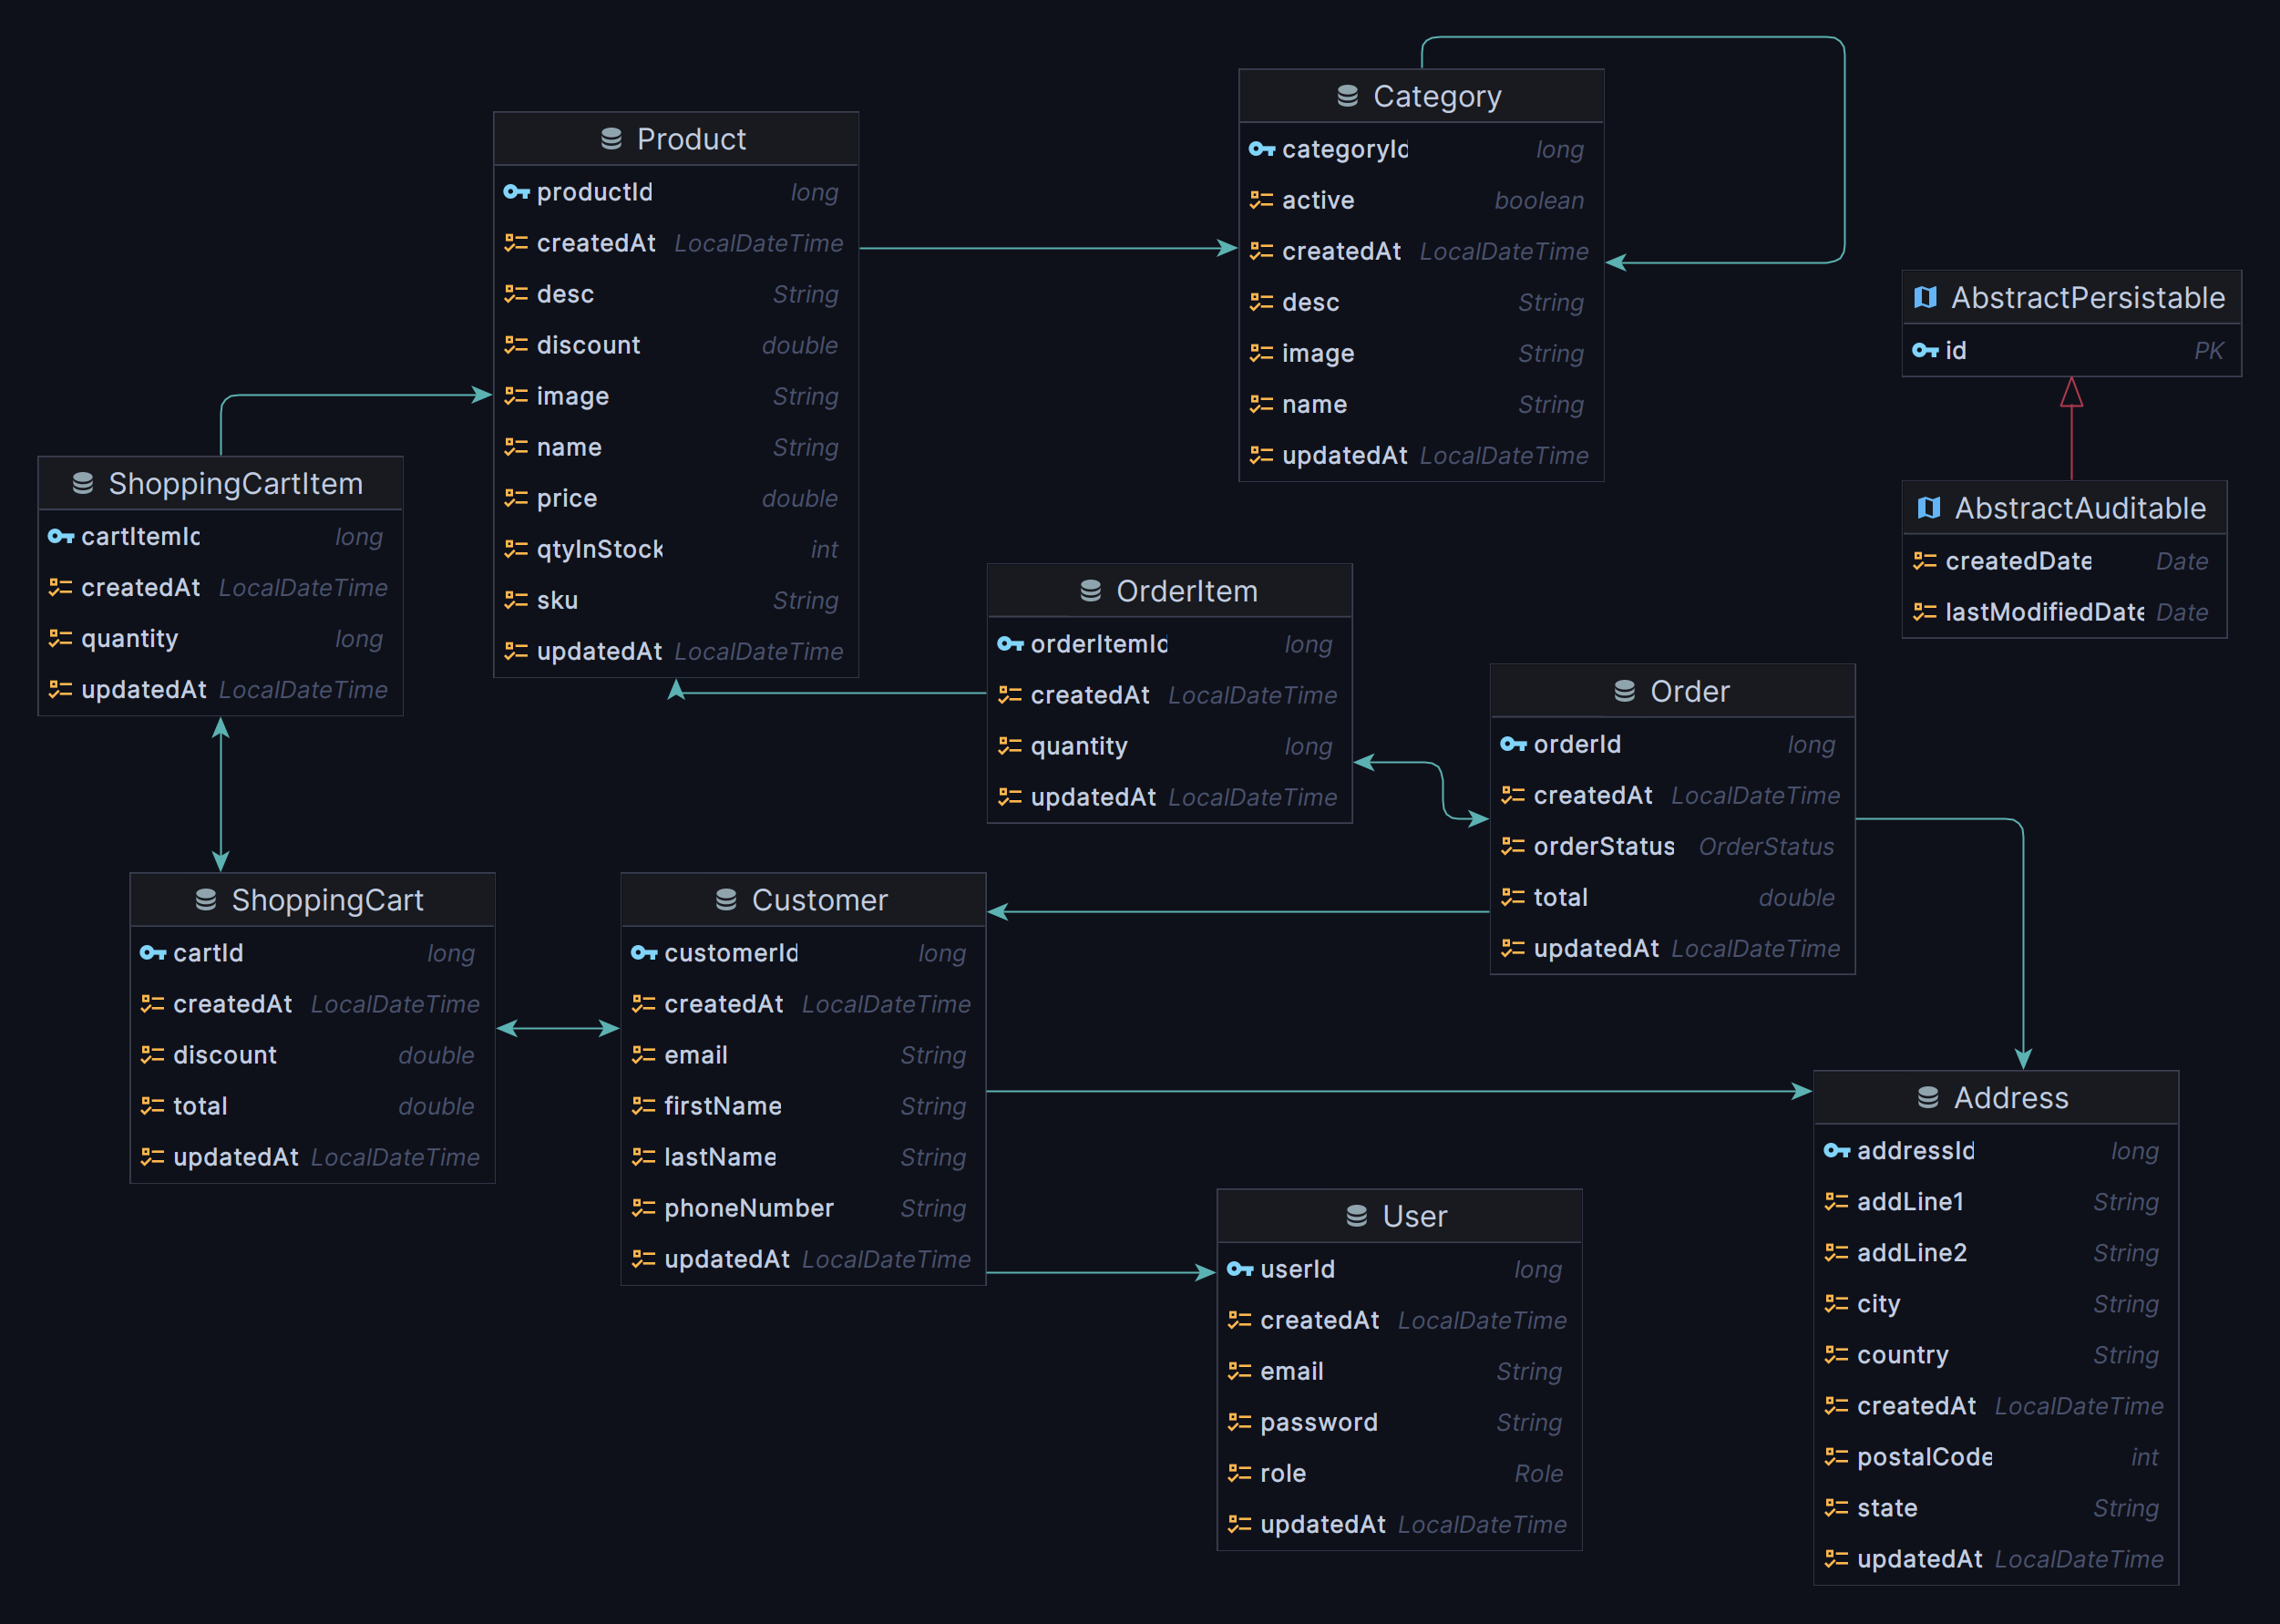 Category
categoryId long
active boolean
createdAt LocalDateTime
desc String
image String
name String
updatedAt LocalDateTime
Product
productId long
createdAt LocalDateTime
desc String
discount double
image String
name String
price double
qtyInStock int
sku String
updatedAt LocalDateTime
AbstractPersistable
id PK
AbstractAuditable
createdDate Date
lastModifiedDate Date
ShoppingCartItem
cartItemId long
createdAt LocalDateTime
quantity long
updatedAt LocalDateTime
OrderItem
orderItemId long
createdAt LocalDateTime
quantity long
updatedAt LocalDateTime
Order
orderId long
createdAt LocalDateTime
orderStatus OrderStatus
total double
updatedAt LocalDateTime
ShoppingCart
cartId long
createdAt LocalDateTime
discount double
total double
updatedAt LocalDateTime
Customer
customerId long
createdAt LocalDateTime
email String
firstName String
lastName String
phoneNumber String
updatedAt LocalDateTime
Address
addressId long
addLine1 String
addLine2 String
city String
country String
createdAt LocalDateTime
postalCode int
state String
updatedAt LocalDateTime
User
userId long
createdAt LocalDateTime
email String
password String
role Role
updatedAt LocalDateTime